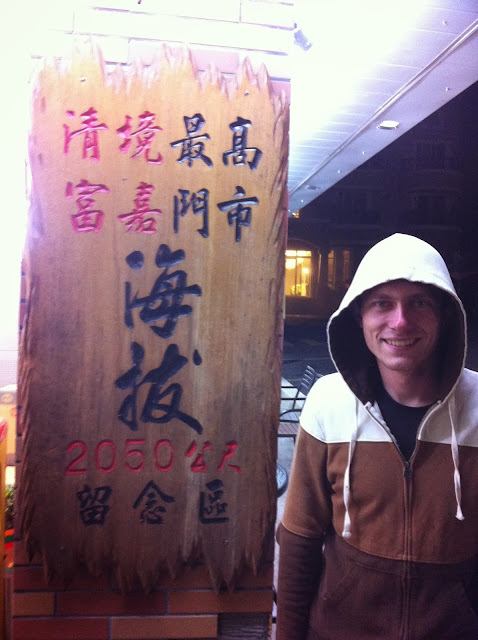 清境最高
富嘉門市
海拔
2050公尺
留念區